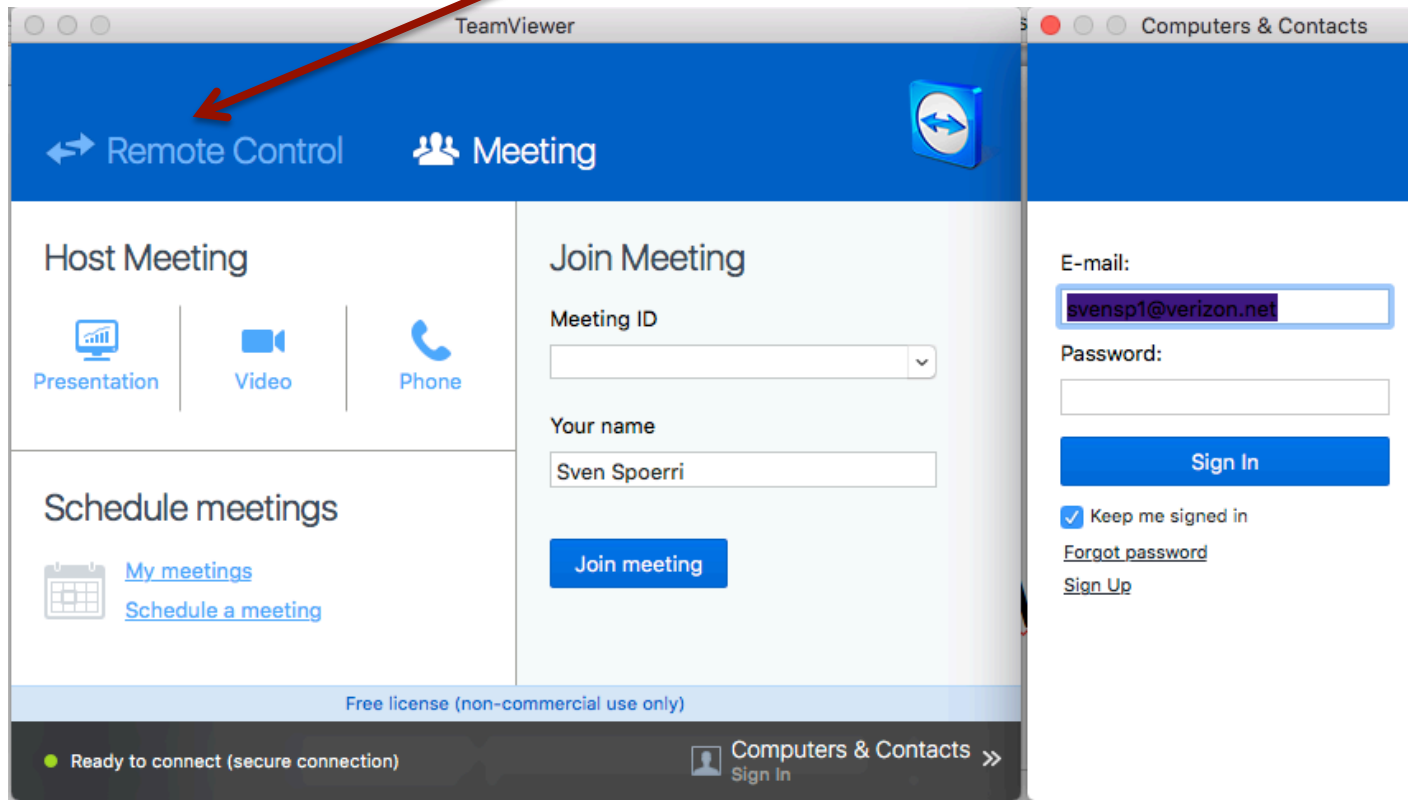 TeamViewer
Remote Control
Meeting
Host Meeting
Presentation
Video
Phone
Schedule meetings
My meetings
Schedule a meeting
Join Meeting
Meeting ID
Your name
Sven Spoerri
Join meeting
Free license (non-commercial use only)
Ready to connect (secure connection)
Computers & Contacts
Sign In
Computers & Contacts
E-mail:
svensp1@verizon.net
Password:
Sign In
Keep me signed in
Forgot password
Sign Up